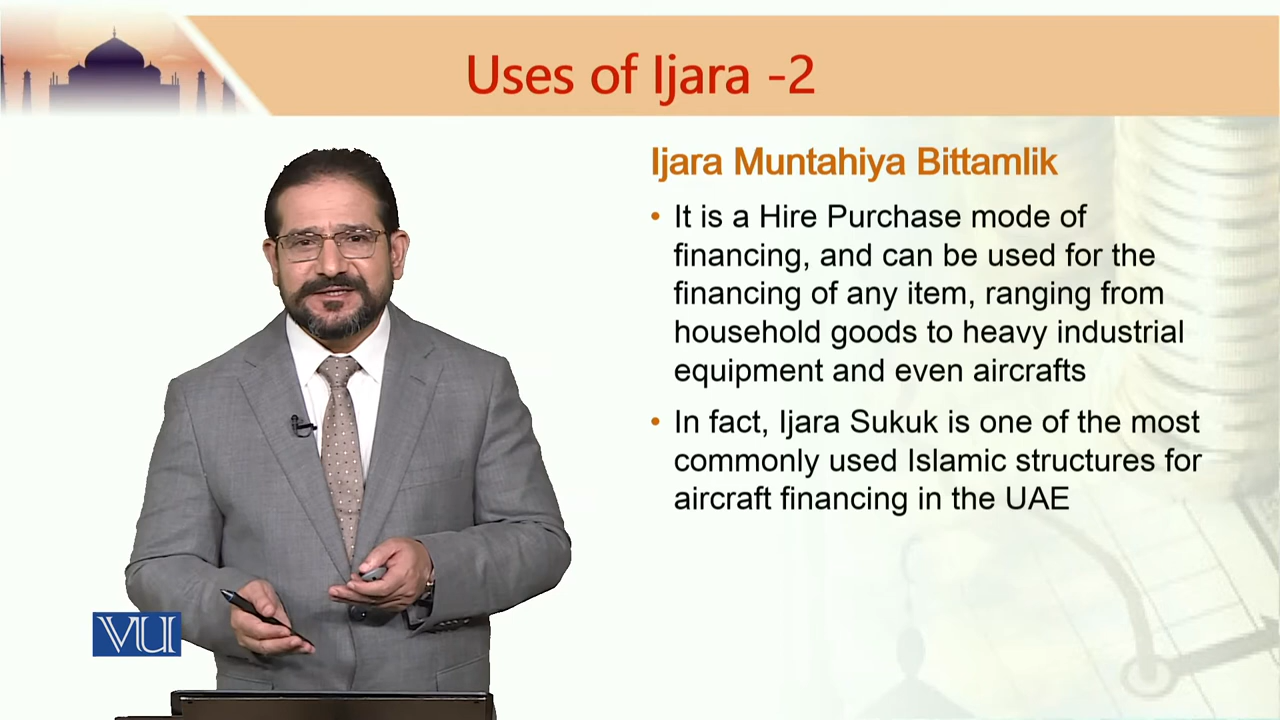 Uses of Ijara -2
Ijara Muntahiya Bittamlik
• It is a Hire Purchase mode of
financing, and can be used for the
financing of any item, ranging from
household goods to heavy industrial
equipment and even aircrafts
• In fact, Ijara Sukuk is one of the most
commonly used Islamic structures for
aircraft financing in the UAE
VU